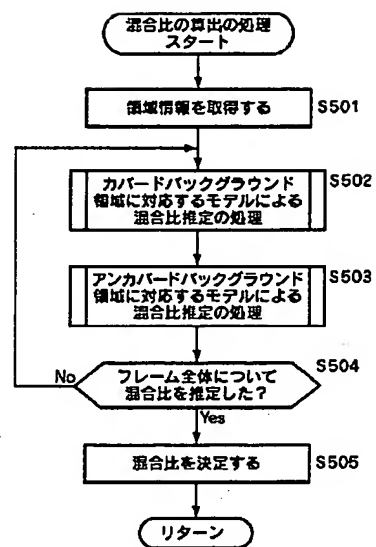 混合比の算出の処理
スタート
領域情報を取得する
S501
カバードバックグラウンド
領域に対応するモデルによる
混合比推定の処理
S502
アンカバードバックグラウンド
領域に対応するモデルによる
混合比推定の処理
S503
フレーム全体について
混合比を推定した？
S504
No
Yes
混合比を決定する
S505
リターン